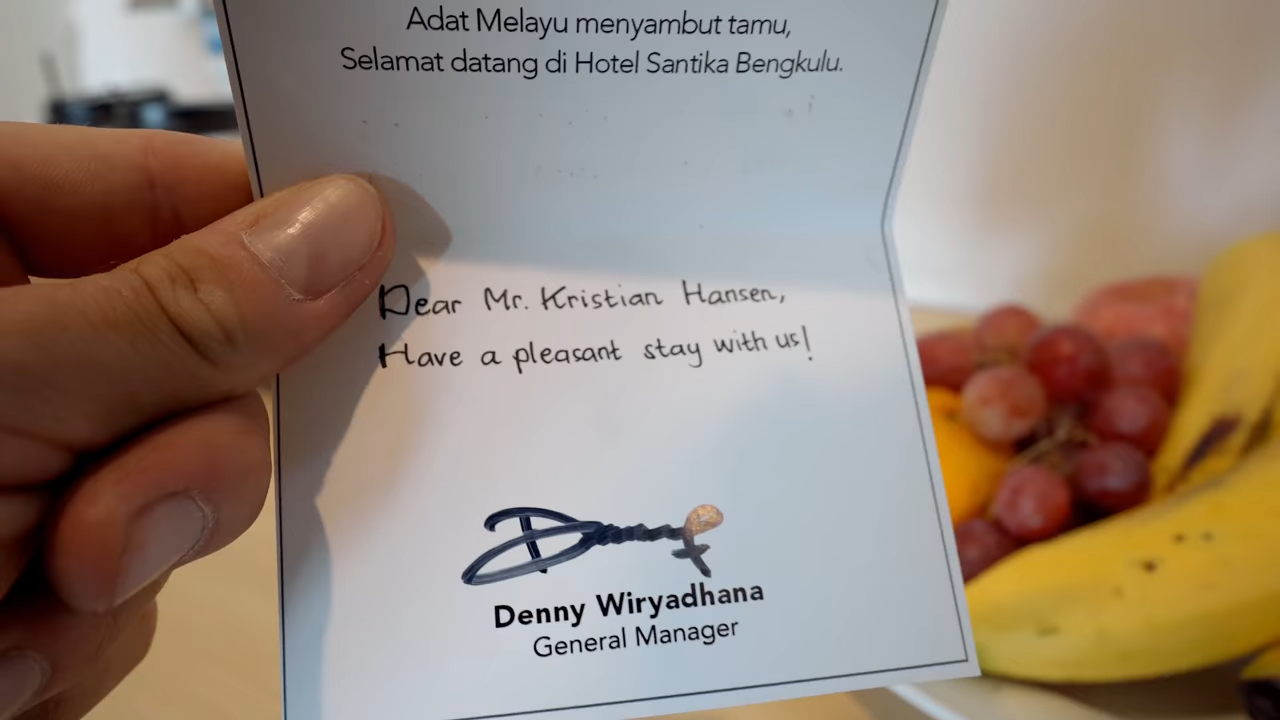 Adat Melayu menyambut tamu,
Selamat datang di Hotel Santika Bengkulu.
Dear Mr. Kristian Hansen,
Have a pleasant stay with us!
Denny Wiryadhana
General Manager